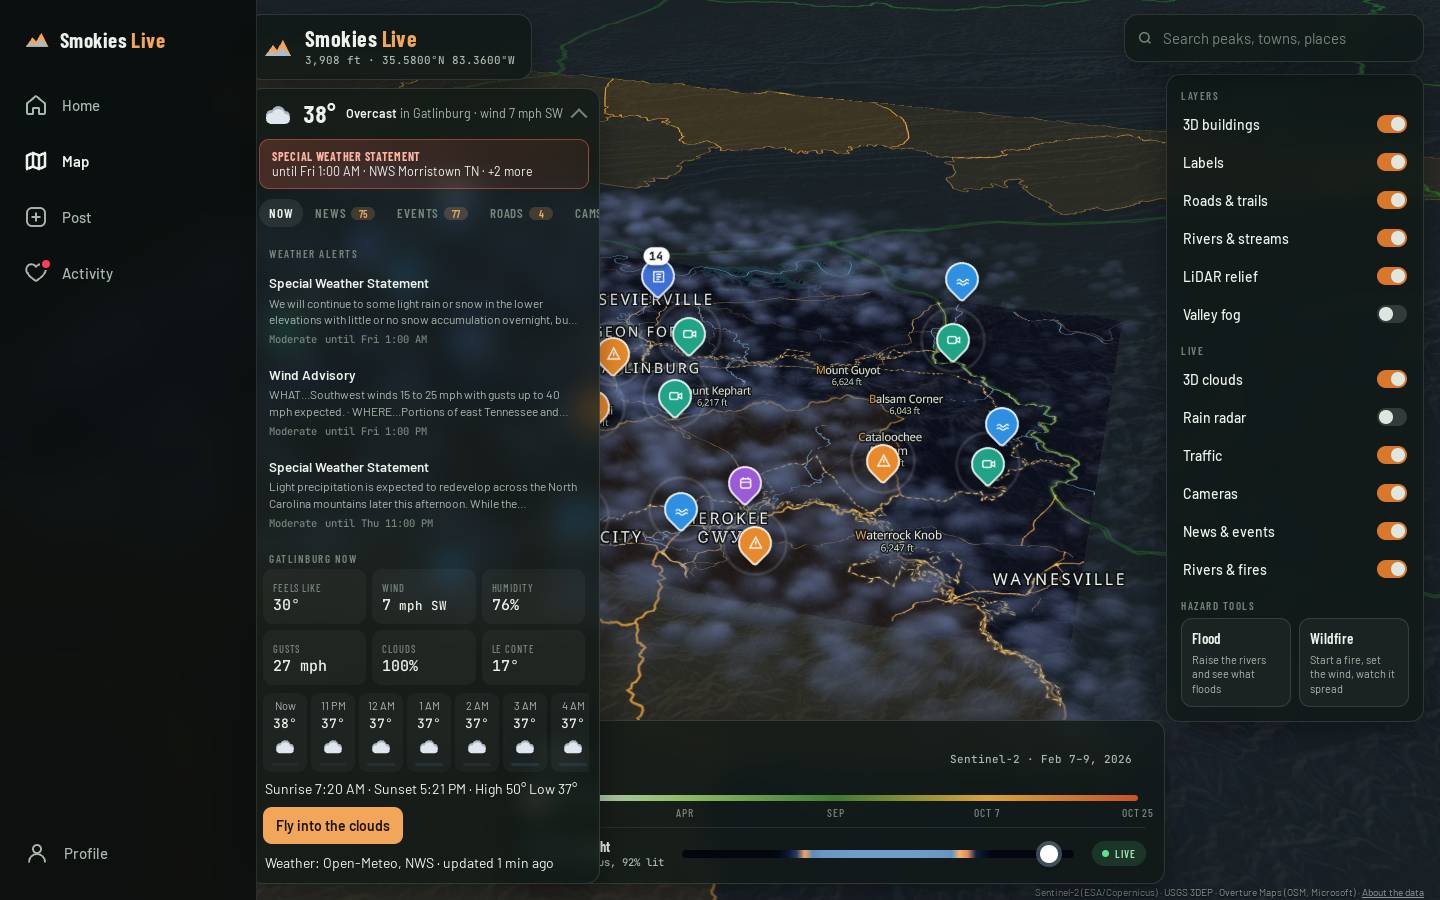 Smokies Live
Home
Map
Post
Activity
Profile
Smokies Live
3,908 ft · 35.5800°N 83.3600°W
38° Overcast in Gatlinburg · wind 7 mph SW
SPECIAL WEATHER STATEMENT
until Fri 1:00 AM · NWS Morristown TN · +2 more
NOW NEWS 75 EVENTS 77 ROADS 4 CAMS
WEATHER ALERTS
Special Weather Statement
We will continue to some light rain or snow in the lower
elevations with little or no snow accumulation overnight, bu...
Moderate until Fri 1:00 AM
Wind Advisory
WHAT...Southwest winds 15 to 25 mph with gusts up to 40
mph expected. · WHERE...Portions of east Tennessee and...
Moderate until Fri 1:00 PM
Special Weather Statement
Light precipitation is expected to redevelop across the North
Carolina mountains later this afternoon. While the...
Moderate until Thu 11:00 PM
GATLINBURG NOW
FEELS LIKE
30°
WIND
7 mph SW
HUMIDITY
76%
GUSTS
27 mph
CLOUDS
100%
LE CONTE
17°
Now 11 PM 12 AM 1 AM 2 AM 3 AM 4 AM
38° 37° 37° 37° 37° 37° 37°
Sunrise 7:20 AM · Sunset 5:21 PM · High 50° Low 37°
Fly into the clouds
Weather: Open-Meteo, NWS · updated 1 min ago
14
SEVIERVILLE
GEON FOR
LINBURG
unt Kephart
6,217 ft
Mount Guyot
6,624 ft
Balsam Corner
6,043 ft
Cataloochee
m
ft
CITY
EROKEE
ᏣᎳ
Waterrock Knob
6,247 ft
WAYNESVILLE
Sentinel-2 · Feb 7–9, 2026
APR SEP OCT 7 OCT 25
ht
us, 92% lit
LIVE
Search peaks, towns, places
LAYERS
3D buildings
Labels
Roads & trails
Rivers & streams
LiDAR relief
Valley fog
LIVE
3D clouds
Rain radar
Traffic
Cameras
News & events
Rivers & fires
HAZARD TOOLS
Flood
Raise the rivers
and see what
floods
Wildfire
Start a fire, set
the wind, watch it
spread
Sentinel-2 (ESA/Copernicus) · USGS 3DEP · Overture Maps (OSM, Microsoft) · About the data